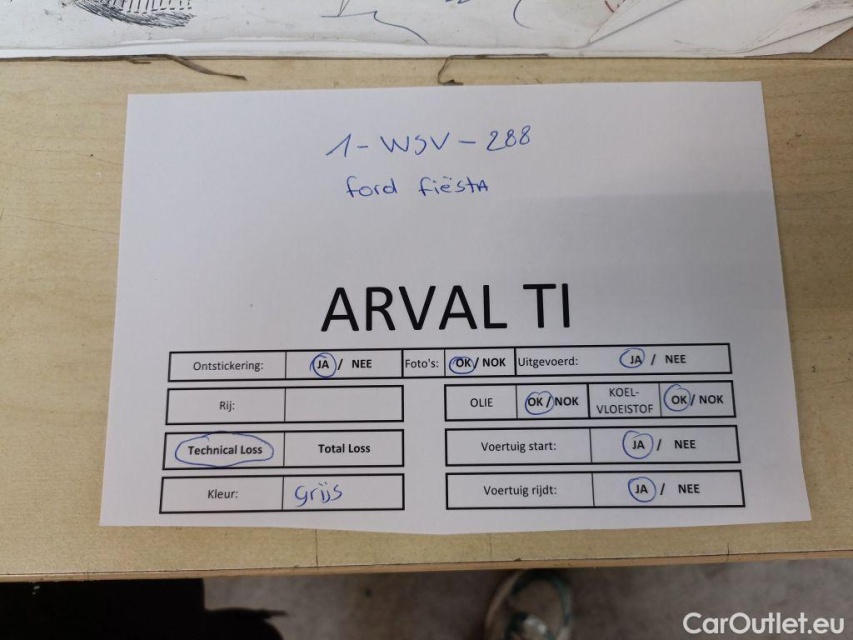 1-WSV-288
ford fiësta
ARVAL TI
Ontstickering: JA / NEE Foto's: OK / NOK Uitgevoerd: JA / NEE
Rij: OLIE OK / NOK KOEL-VLOEISTOF OK / NOK
Technical Loss Total Loss Voertuig start: JA / NEE
Kleur: grijs Voertuig rijdt: JA / NEE
CarOutlet.eu